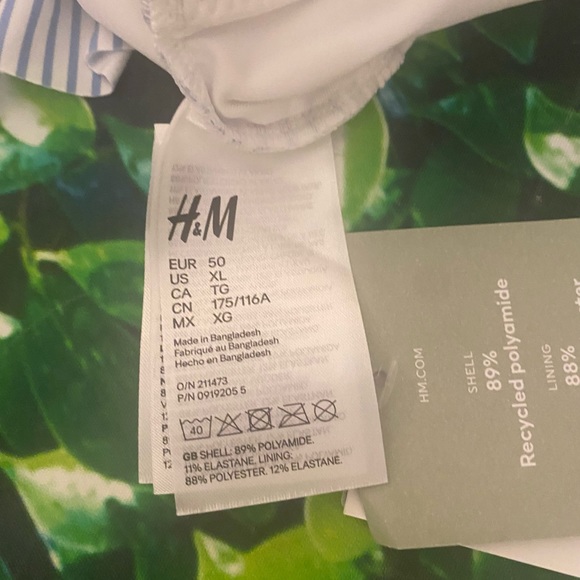 H&M
EUR 50
US XL
CA TG
CN 175/116A
MX XG
Made in Bangladesh
Fabriqué au Bangladesh
Hecho en Bangladesh
O/N 211473
P/N 0919205 5
40
GB SHELL: 89% POLYAMIDE.
11% ELASTANE. LINING:
88% POLYESTER. 12% ELASTANE.
HM.COM
SHELL
89%
Recycled polyamide
LINING
88%